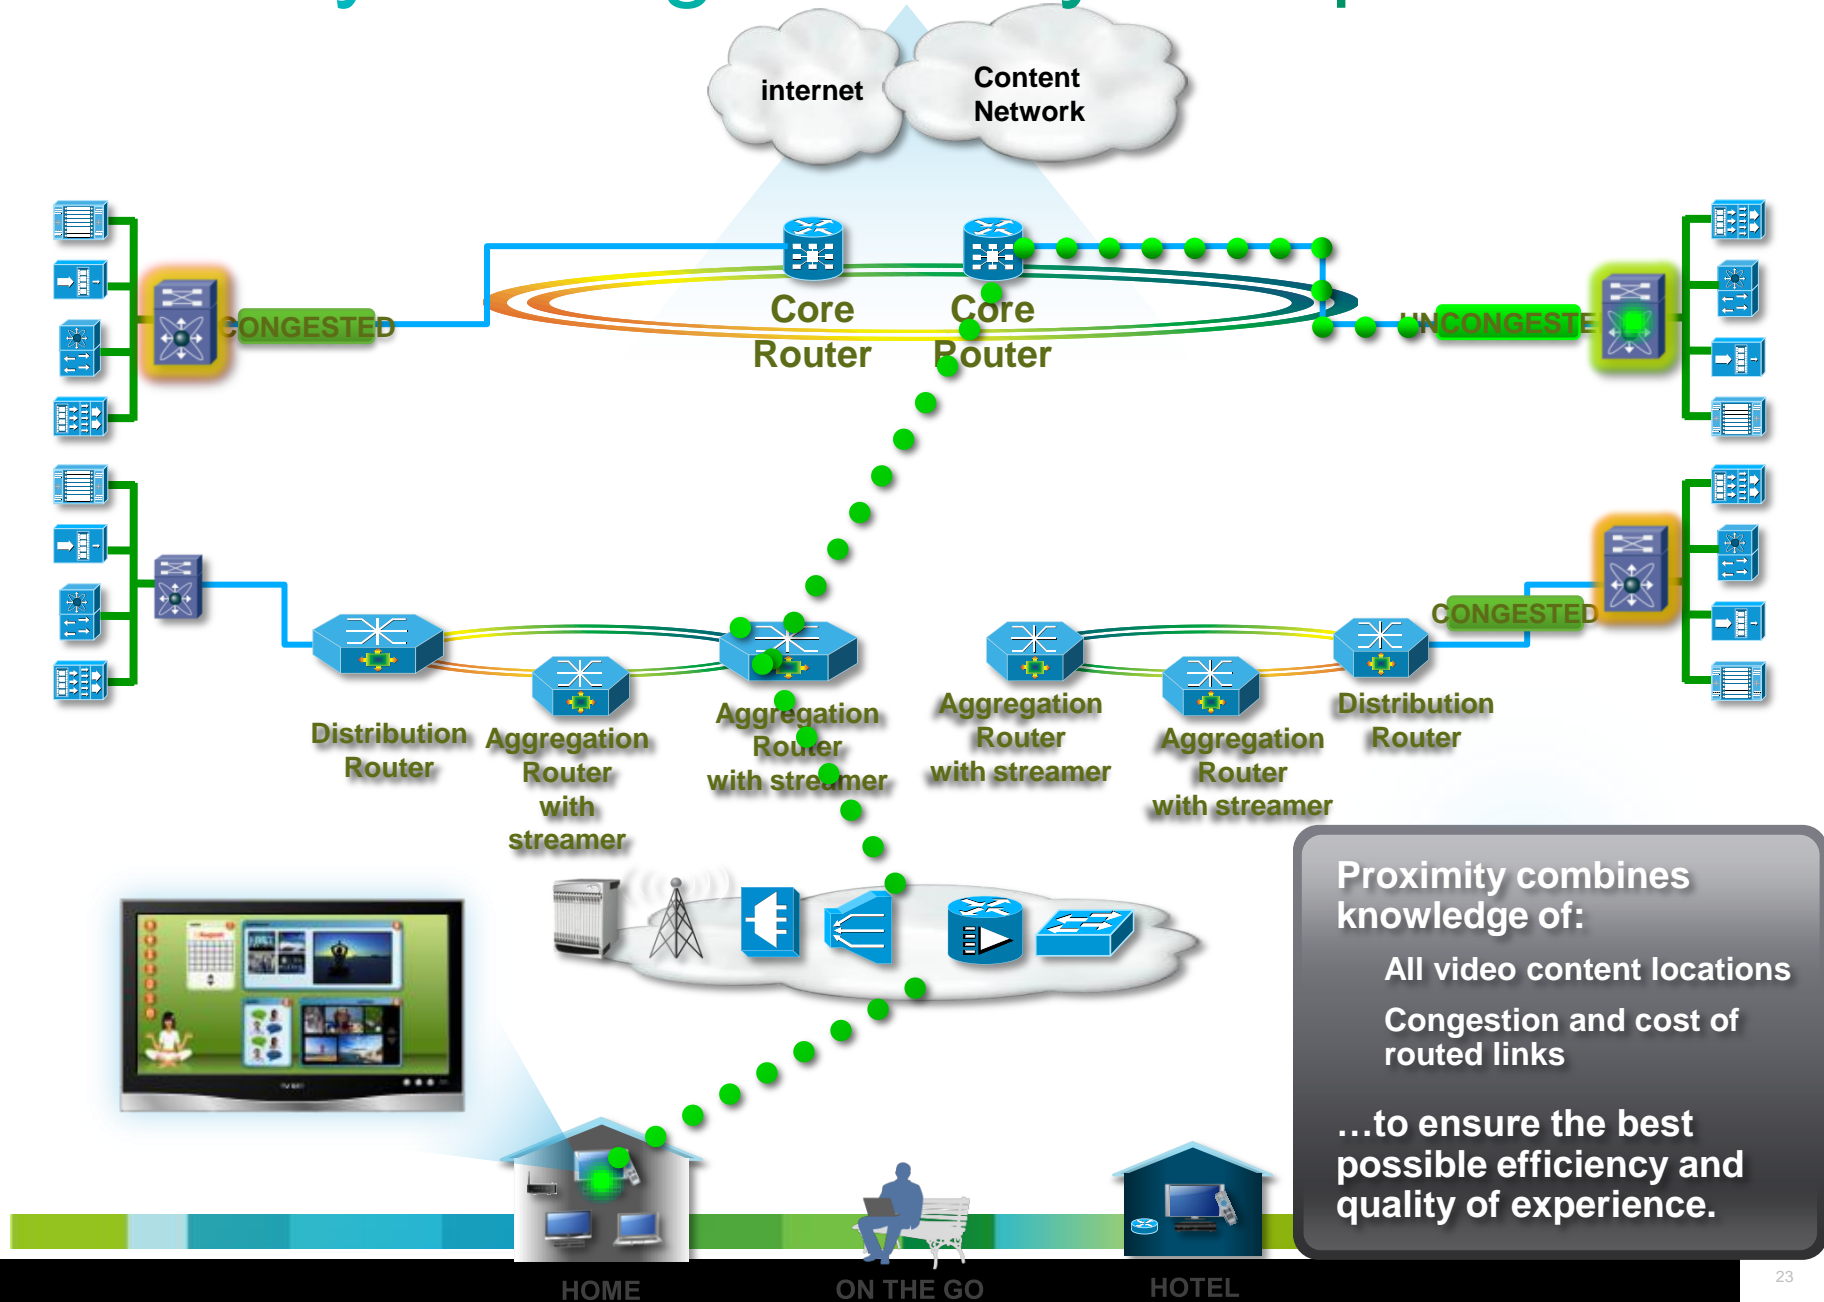 internet
Content
Network
Core
Router
Core
Router
CONGESTED
UNCONGESTE
CONGESTED
Distribution
Router
Aggregation
Router
with
streamer
Aggregation
Router
with streamer
Aggregation
Router
with streamer
Aggregation
Router
with streamer
Distribution
Router
Proximity combines
knowledge of:
All video content locations
Congestion and cost of
routed links
…to ensure the best
possible efficiency and
quality of experience.
HOME
ON THE GO
HOTEL
23